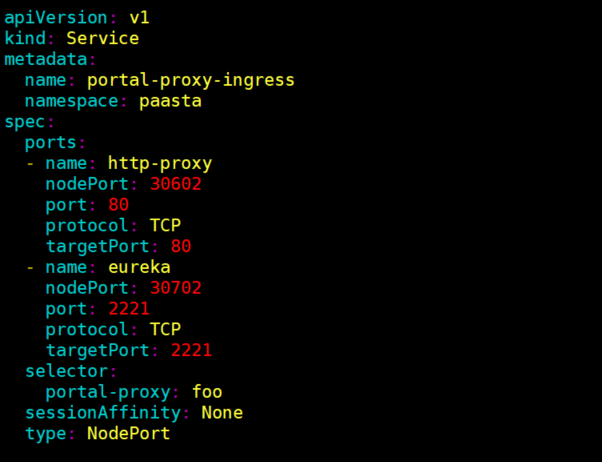 apiVersion: v1
kind: Service
metadata:
  name: portal-proxy-ingress
  namespace: paasta
spec:
  ports:
  - name: http-proxy
    nodePort: 30602
    port: 80
    protocol: TCP
    targetPort: 80
  - name: eureka
    nodePort: 30702
    port: 2221
    protocol: TCP
    targetPort: 2221
  selector:
    portal-proxy: foo
  sessionAffinity: None
  type: NodePort